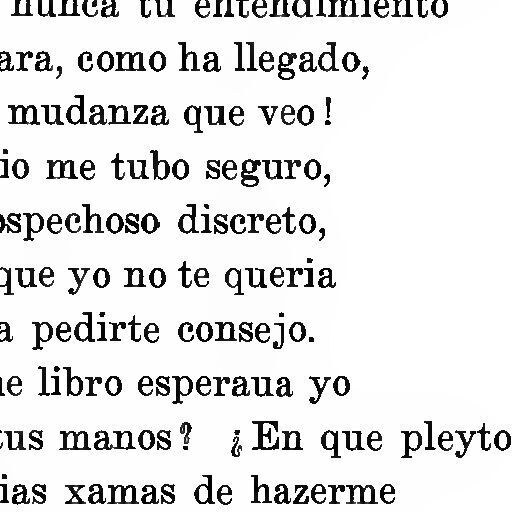 nunca tu entendimiento
ara, como ha llegado,
mudanza que veo!
io me tubo seguro,
ospechoso discreto,
que yo no te queria
a pedirte consejo.
e libro esperaua yo
tus manos? ¿En que pleyto
ias xamas de hazerme